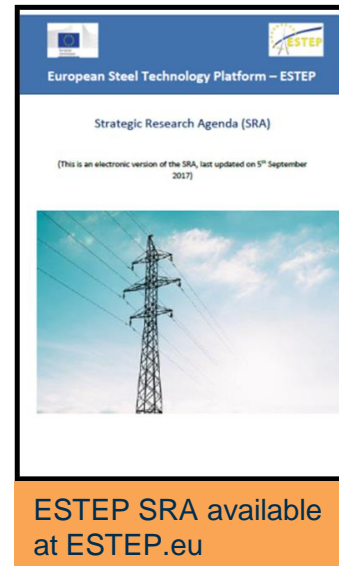 ESTEP
European Steel Technology Platform – ESTEP
Strategic Research Agenda (SRA)
(This is an electronic version of the SRA, last updated on 5th September
2017)
ESTEP SRA available
at ESTEP.eu